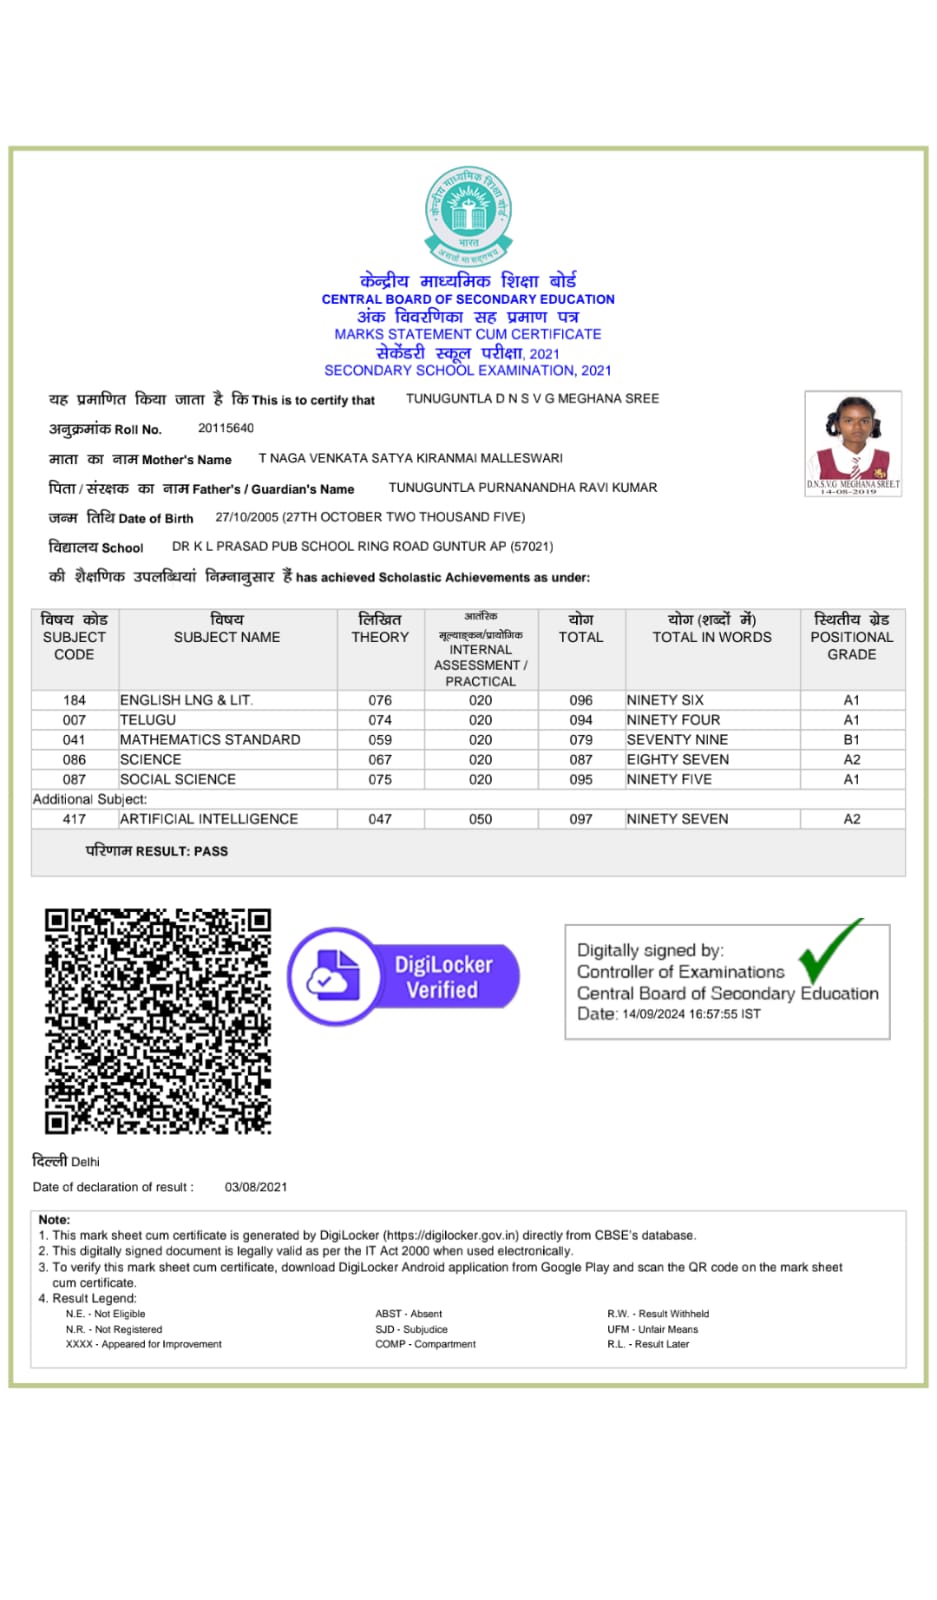 केन्द्रीय माध्यमिक शिक्षा बोर्ड
भारत
असतो मा सद्गमय
केन्द्रीय माध्यमिक शिक्षा बोर्ड
CENTRAL BOARD OF SECONDARY EDUCATION
अंक विवरणिका सह प्रमाण पत्र
MARKS STATEMENT CUM CERTIFICATE
सेकेंडरी स्कूल परीक्षा, 2021
SECONDARY SCHOOL EXAMINATION, 2021
यह प्रमाणित किया जाता है कि This is to certify that TUNUGUNTLA D N S V G MEGHANA SREE
अनुक्रमांक Roll No. 20115640
माता का नाम Mother's Name T NAGA VENKATA SATYA KIRANMAI MALLESWARI
पिता / संरक्षक का नाम Father's / Guardian's Name TUNUGUNTLA PURNANANDHA RAVI KUMAR
D.N.S.V.G MEGHANA SREE.T
14-08-2019
जन्म तिथि Date of Birth 27/10/2005 (27TH OCTOBER TWO THOUSAND FIVE)
विद्यालय School DR K L PRASAD PUB SCHOOL RING ROAD GUNTUR AP (57021)
की शैक्षणिक उपलब्धियां निम्नानुसार हैं has achieved Scholastic Achievements as under:
विषय कोड SUBJECT CODE विषय SUBJECT NAME लिखित THEORY आतंरिक मूल्याङ्कन/प्रायोगिक INTERNAL ASSESSMENT / PRACTICAL योग TOTAL योग (शब्दों में) TOTAL IN WORDS स्थितीय ग्रेड POSITIONAL GRADE
184 ENGLISH LNG & LIT. 076 020 096 NINETY SIX A1
007 TELUGU 074 020 094 NINETY FOUR A1
041 MATHEMATICS STANDARD 059 020 079 SEVENTY NINE B1
086 SCIENCE 067 020 087 EIGHTY SEVEN A2
087 SOCIAL SCIENCE 075 020 095 NINETY FIVE A1
Additional Subject:
417 ARTIFICIAL INTELLIGENCE 047 050 097 NINETY SEVEN A2
परिणाम RESULT: PASS
DigiLocker
Verified
Digitally signed by:
Controller of Examinations
Central Board of Secondary Education
Date: 14/09/2024 16:57:55 IST
दिल्ली Delhi
Date of declaration of result : 03/08/2021
Note:
1. This mark sheet cum certificate is generated by DigiLocker (https://digilocker.gov.in) directly from CBSE's database.
2. This digitally signed document is legally valid as per the IT Act 2000 when used electronically.
3. To verify this mark sheet cum certificate, download DigiLocker Android application from Google Play and scan the QR code on the mark sheet
cum certificate.
4. Result Legend:
N.E. - Not Eligible ABST - Absent R.W. - Result Withheld
N.R. - Not Registered SJD - Subjudice UFM - Unfair Means
XXXX - Appeared for Improvement COMP - Compartment R.L. - Result Later